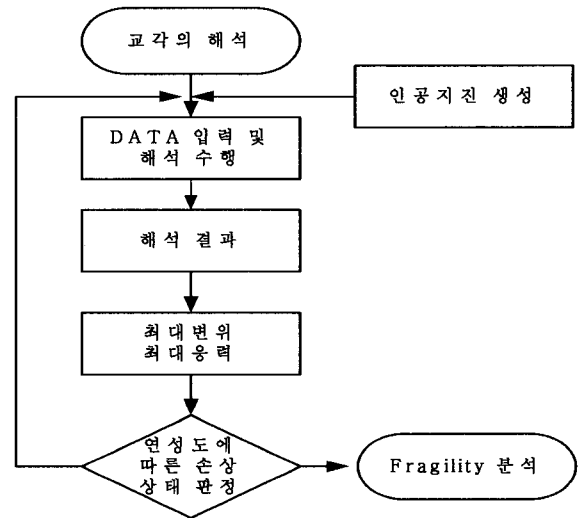 교각의 해석
인공지진 생성
DATA 입력 및
해석 수행
해석 결과
최대변위
최대응력
연성도에
따른 손상
상태 판정
Fragility 분석